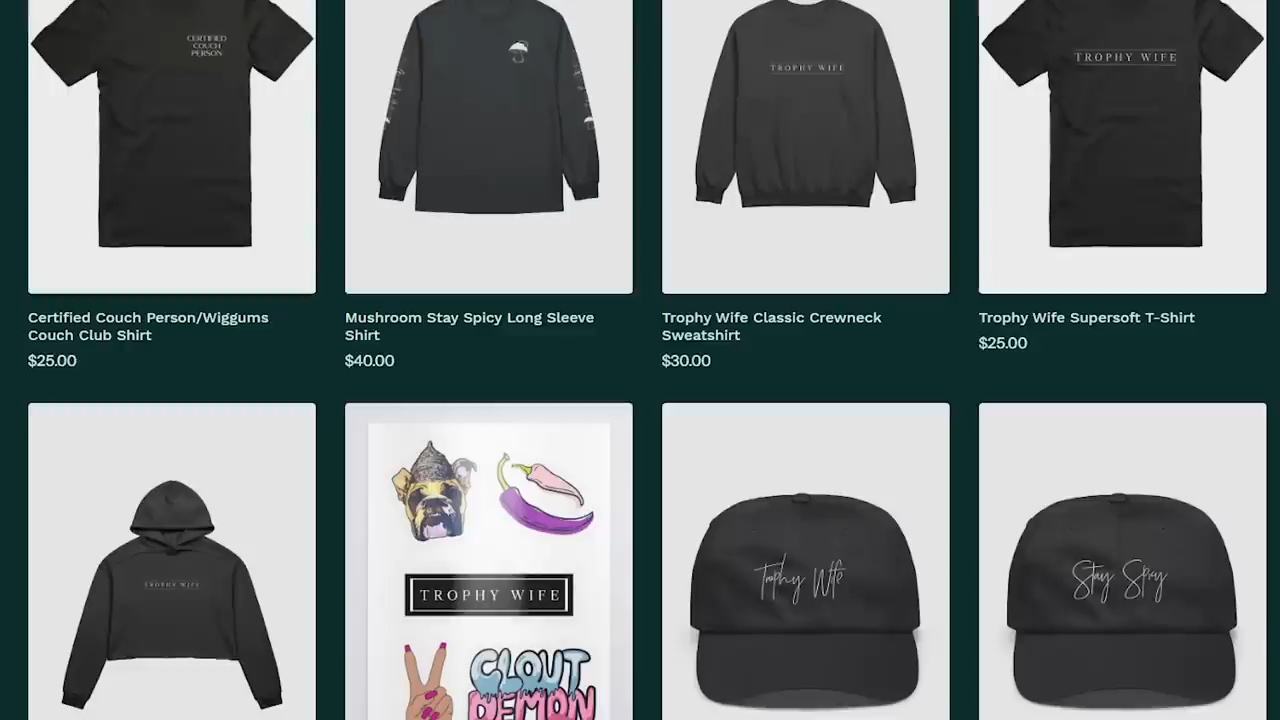 CERTIFIED
COUCH
PERSON
TROPHY WIFE
TROPHY WIFE
Certified Couch Person/Wiggums
Couch Club Shirt
$25.00
Mushroom Stay Spicy Long Sleeve
Shirt
$40.00
Trophy Wife Classic Crewneck
Sweatshirt
$30.00
Trophy Wife Supersoft T-Shirt
$25.00
TROPHY WIFE
TROPHY WIFE
CLOUT
DEMON
Trophy Wife
Stay Spicy